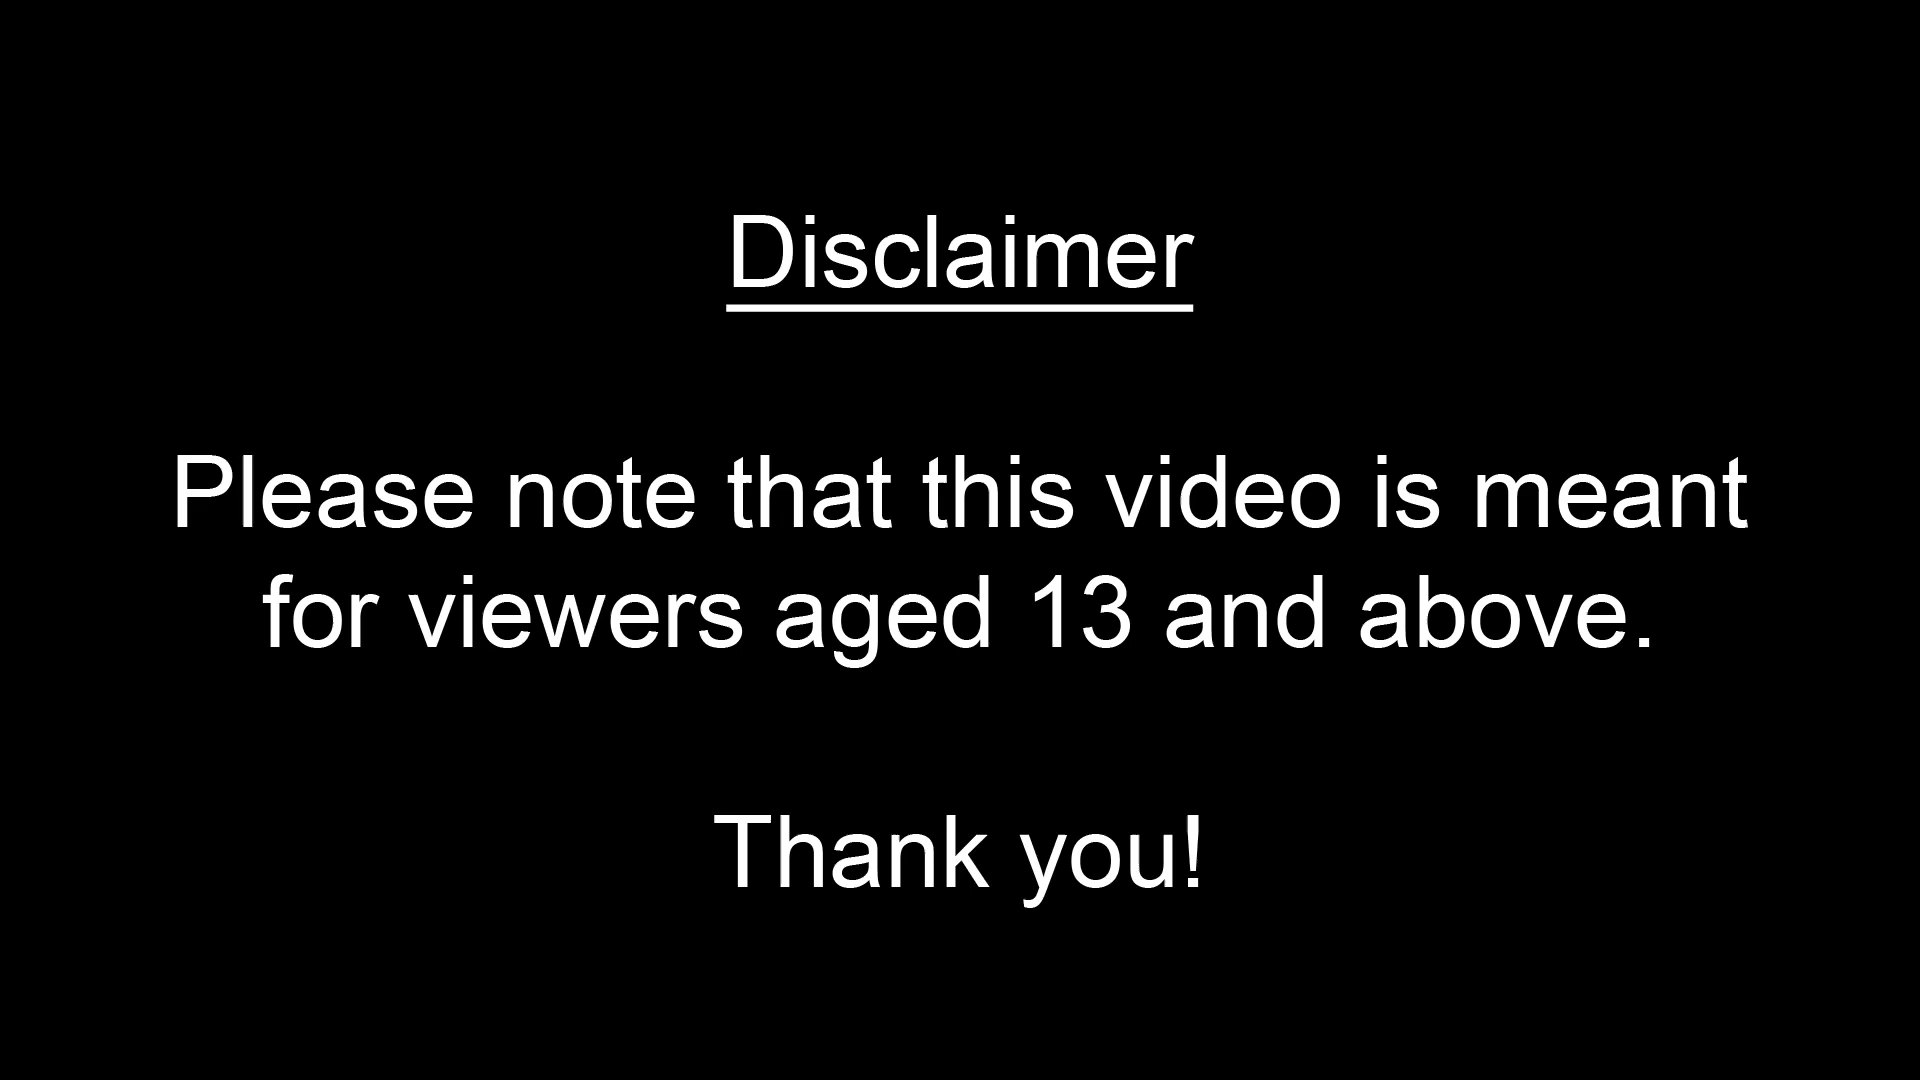 Disclaimer
Please note that this video is meant
for viewers aged 13 and above.
Thank you!